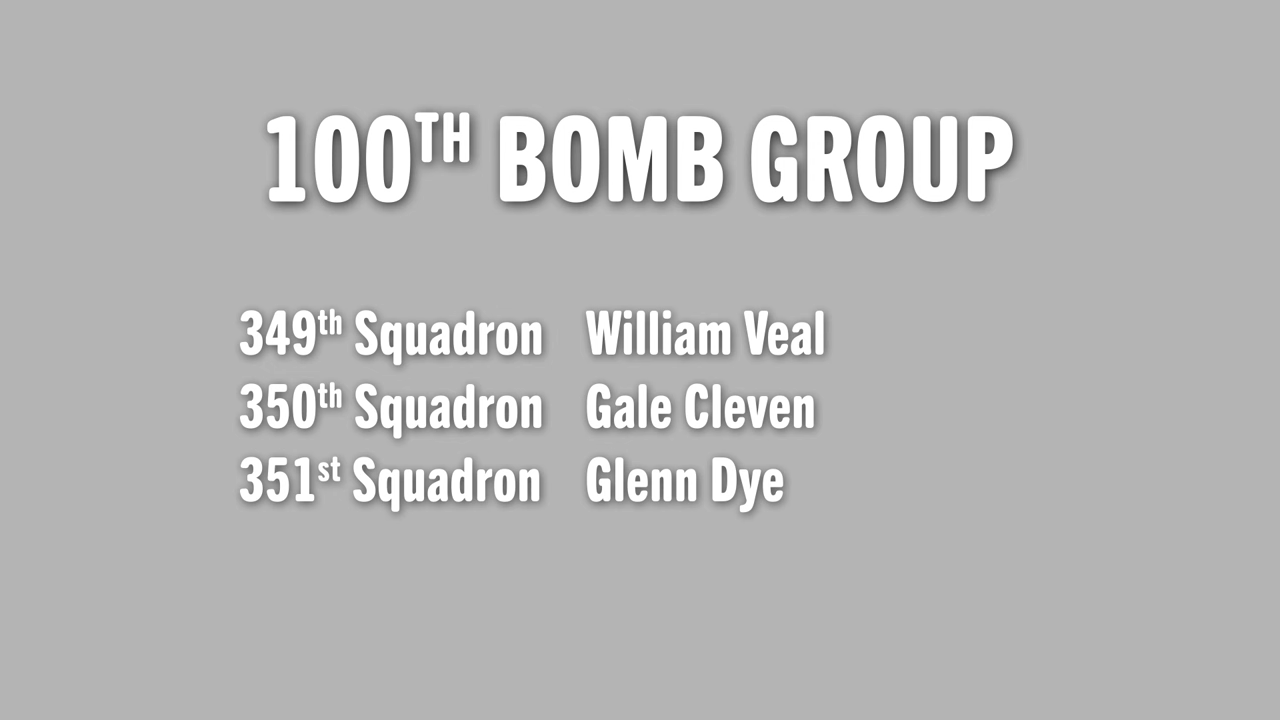 100TH BOMB GROUP
349th Squadron William Veal
350th Squadron Gale Cleven
351st Squadron Glenn Dye